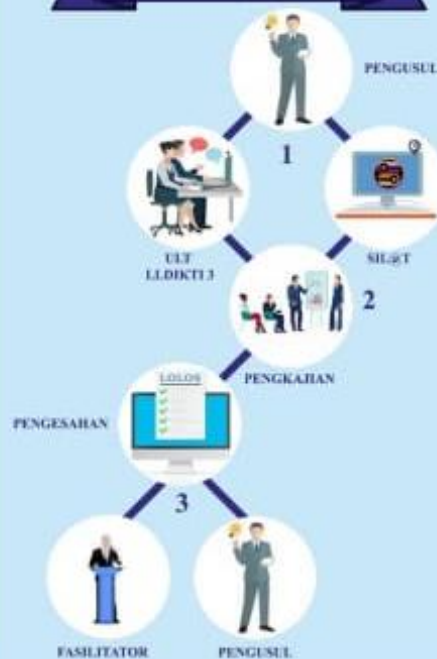 PENGUSUL
1
ULT
LLDIKTI 3
SIL@T
2
PENGKAJIAN
LOLOS
PENGESAHAN
3
FASILITATOR
PENGUSUL